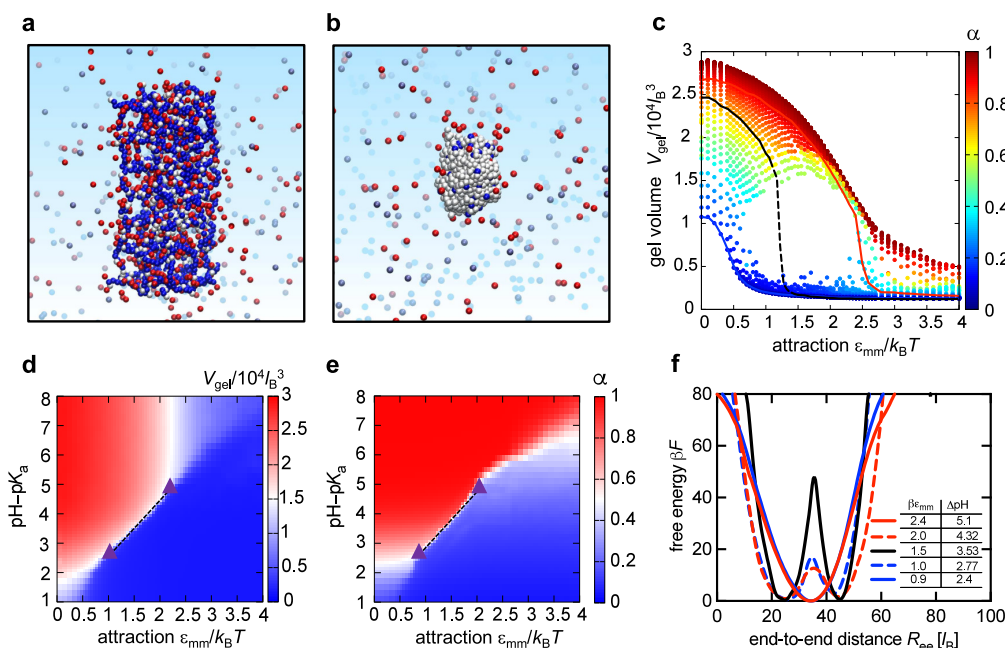 a
b
c
α
gel volume V_gel/10⁴l_B³
3
2.5
2
1.5
1
0.5
0
0 0.5 1 1.5 2 2.5 3 3.5 4
attraction ε_mm/k_BT
1
0.8
0.6
0.4
0.2
0
d
V_gel/10⁴l_B³
pH–pK_a
8
7
6
5
4
3
2
1
0 0.5 1 1.5 2 2.5 3 3.5 4
attraction ε_mm/k_BT
3
2.5
2
1.5
1
0.5
0
e
α
pH–pK_a
8
7
6
5
4
3
2
1
0 0.5 1 1.5 2 2.5 3 3.5 4
attraction ε_mm/k_BT
1
0.8
0.6
0.4
0.2
0
f
free energy βF
80
60
40
20
0
0 20 40 60 80 100
end-to-end distance R_ee [l_B]
βε_mm ΔpH
2.4 5.1
2.0 4.32
1.5 3.53
1.0 2.77
0.9 2.4